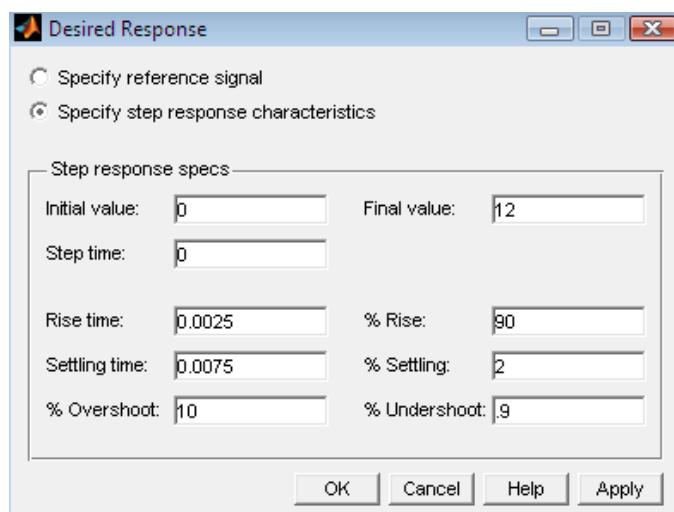 Desired Response
Specify reference signal
Specify step response characteristics
Step response specs
Initial value: 0 Final value: 12
Step time: 0
Rise time: 0.0025 % Rise: 90
Settling time: 0.0075 % Settling: 2
% Overshoot: 10 % Undershoot: .9
OK Cancel Help Apply